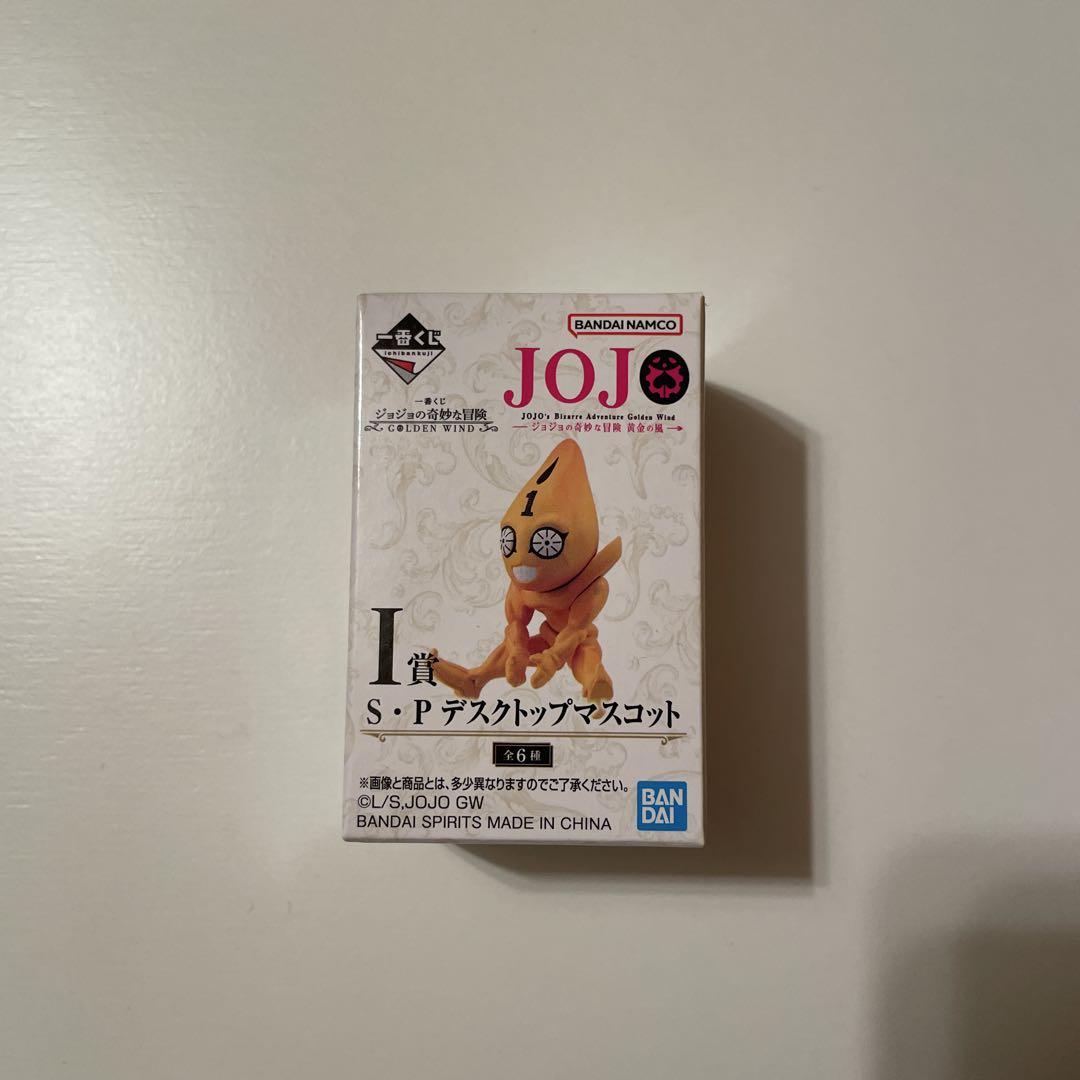 一番くじ
ichibankuji
BANDAI NAMCO
JOJO
JOJO's Bizarre Adventure Golden Wind
ジョジョの奇妙な冒険 黄金の風
一番くじ
ジョジョの奇妙な冒険
GOLDEN WIND
1
I賞
S・P デスクトップマスコット
全6種
※画像と商品とは、多少異なりますのでご了承ください。
©L/S,JOJO GW
BANDAI SPIRITS MADE IN CHINA
BAN
DAI